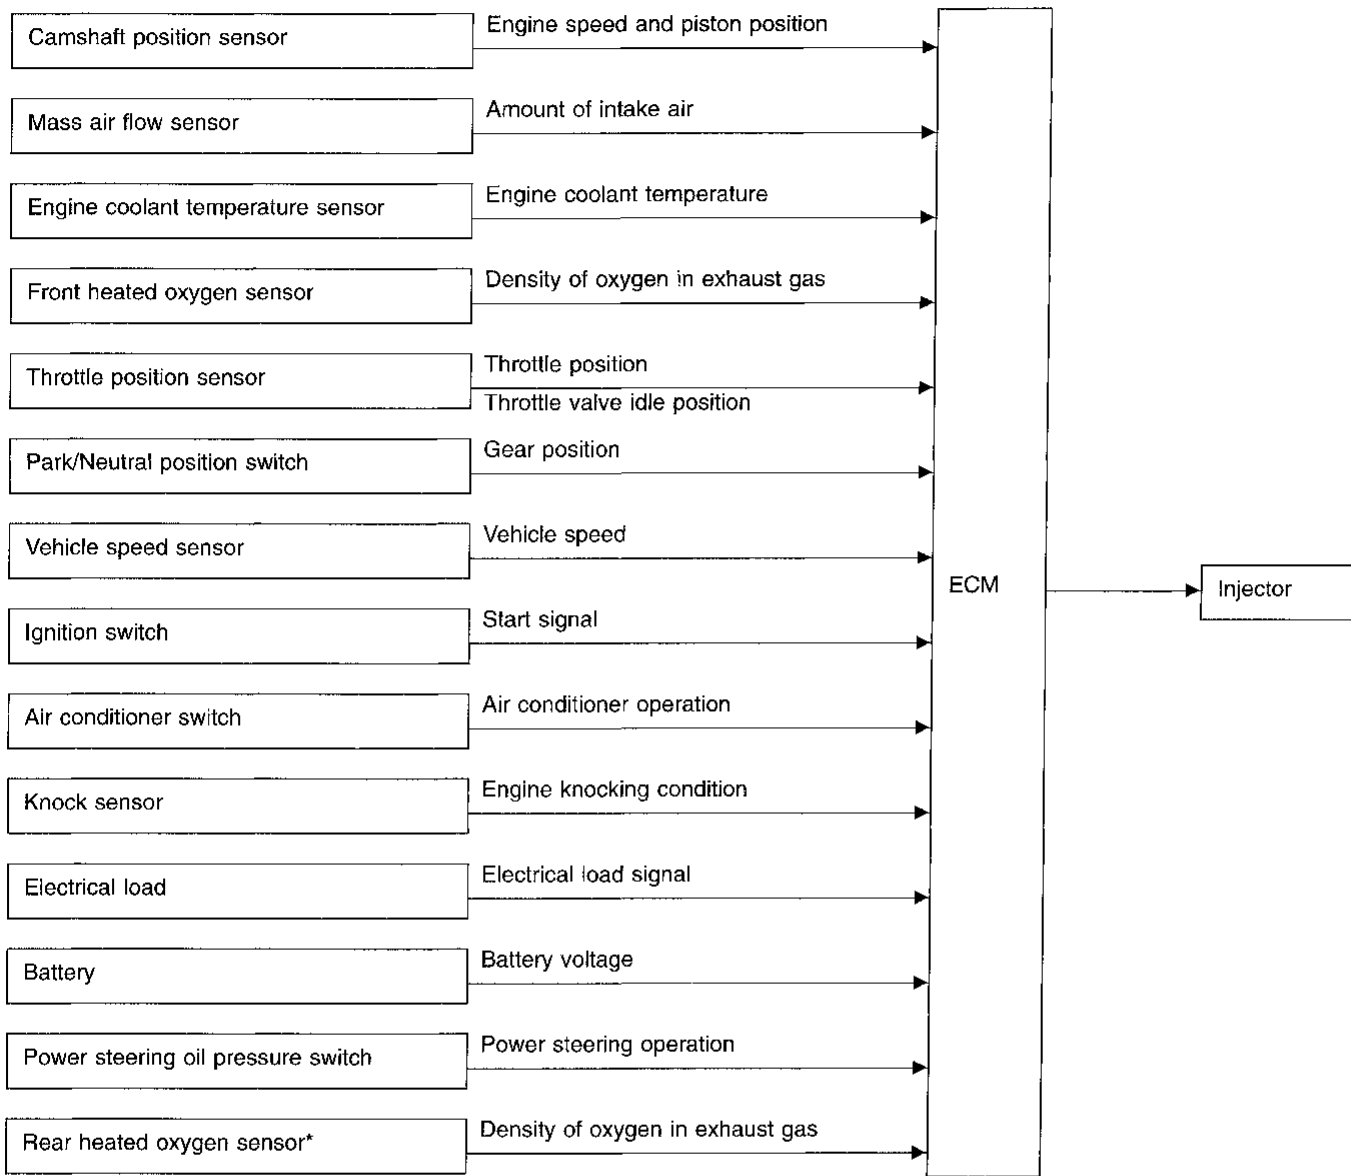 Camshaft position sensor
Engine speed and piston position
Mass air flow sensor
Amount of intake air
Engine coolant temperature sensor
Engine coolant temperature
Front heated oxygen sensor
Density of oxygen in exhaust gas
Throttle position sensor
Throttle position
Throttle valve idle position
Park/Neutral position switch
Gear position
Vehicle speed sensor
Vehicle speed
Ignition switch
Start signal
Air conditioner switch
Air conditioner operation
Knock sensor
Engine knocking condition
Electrical load
Electrical load signal
Battery
Battery voltage
Power steering oil pressure switch
Power steering operation
Rear heated oxygen sensor*
Density of oxygen in exhaust gas
ECM
Injector